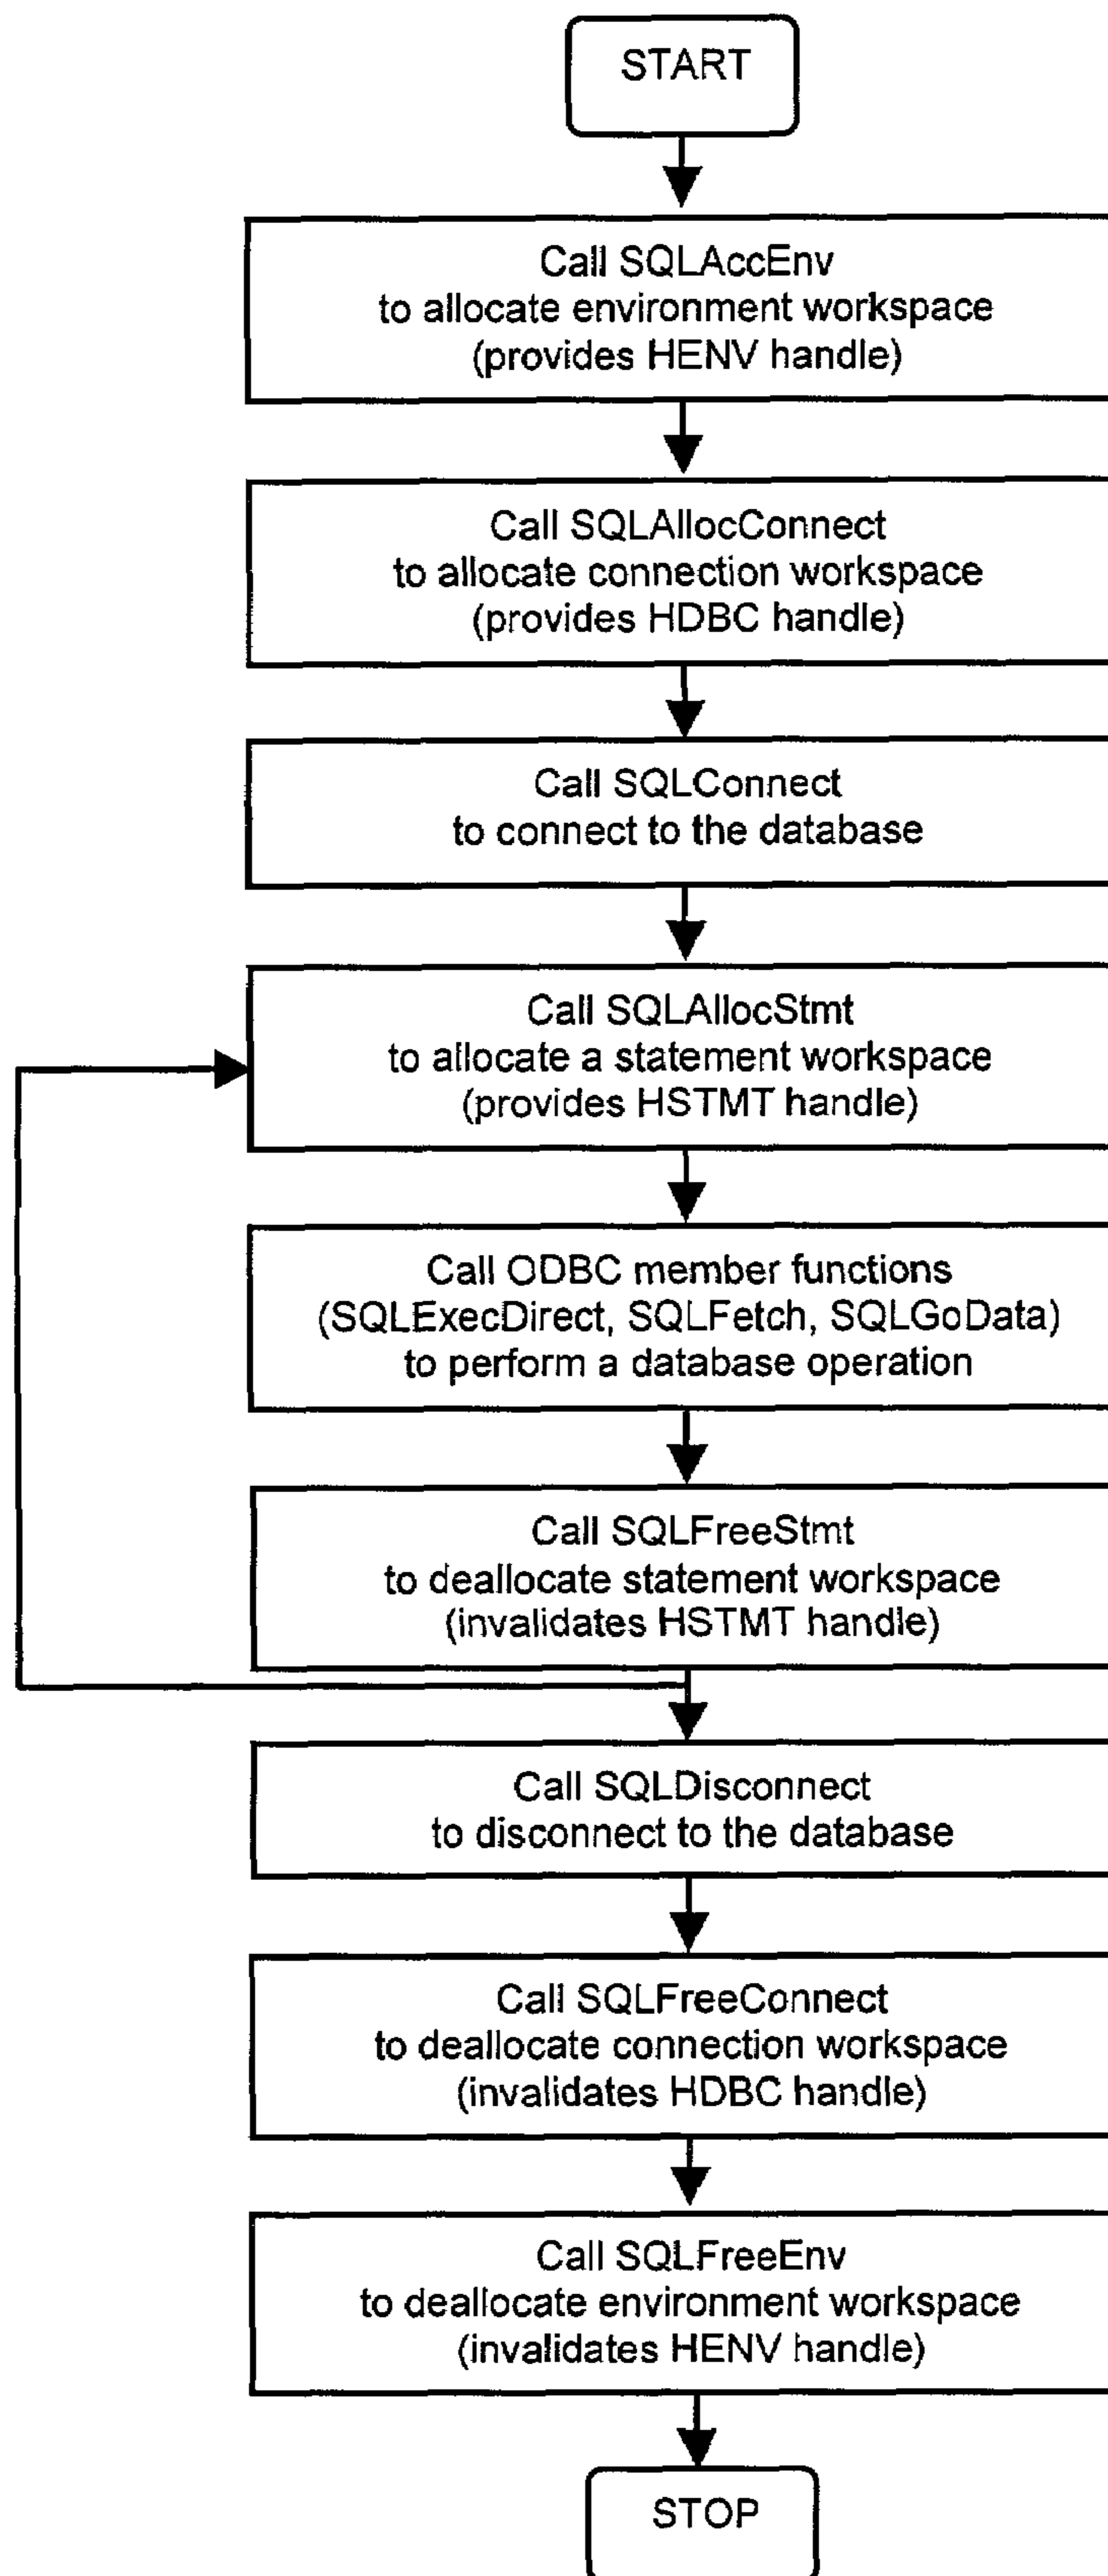 START
Call SQLAccEnv
to allocate environment workspace
(provides HENV handle)
Call SQLAllocConnect
to allocate connection workspace
(provides HDBC handle)
Call SQLConnect
to connect to the database
Call SQLAllocStmt
to allocate a statement workspace
(provides HSTMT handle)
Call ODBC member functions
(SQLExecDirect, SQLFetch, SQLGoData)
to perform a database operation
Call SQLFreeStmt
to deallocate statement workspace
(invalidates HSTMT handle)
Call SQLDisconnect
to disconnect to the database
Call SQLFreeConnect
to deallocate connection workspace
(invalidates HDBC handle)
Call SQLFreeEnv
to deallocate environment workspace
(invalidates HENV handle)
STOP